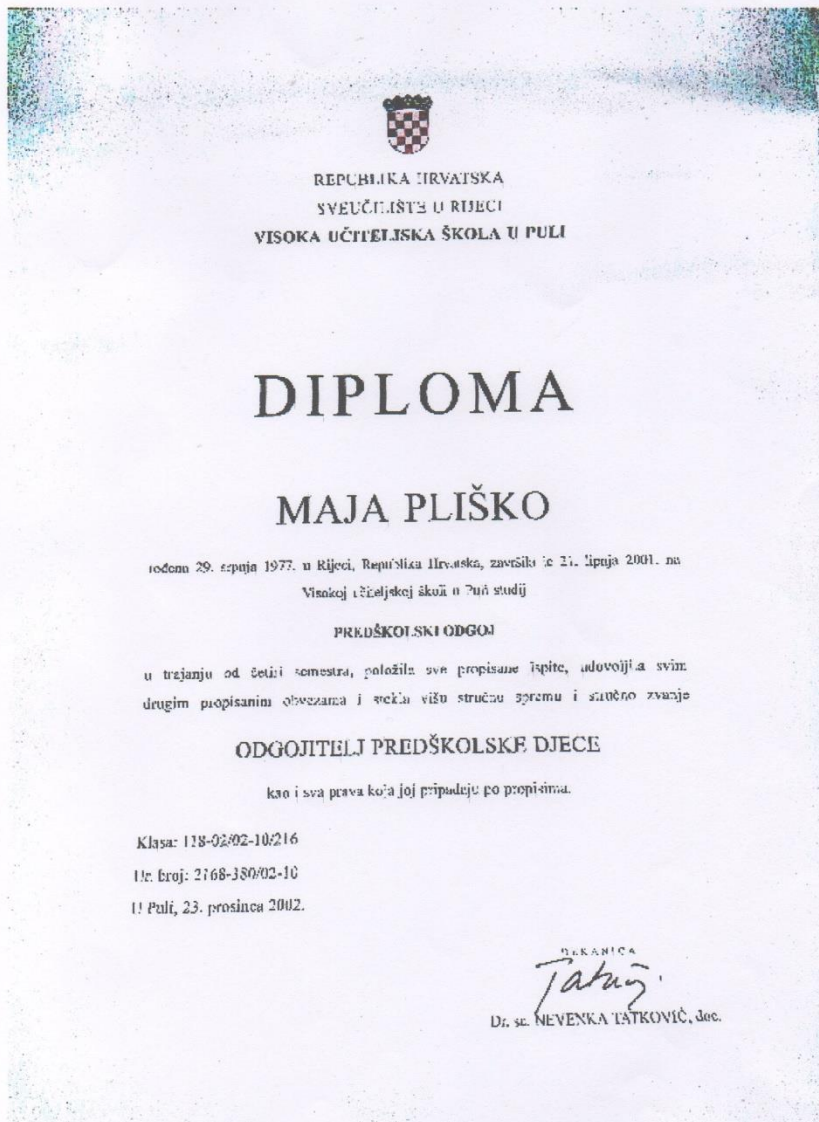 REPUBLIKA HRVATSKA
SVEUČILIŠTE U RIJECI
VISOKA UČITELJSKA ŠKOLA U PULI
DIPLOMA
MAJA PLIŠKO
rođena 29. srpnja 1977. u Rijeci, Republika Hrvatska, završila je lipnja 2001. na
Visokoj učiteljskoj školi u Puli studij
PREDŠKOLSKI ODGOJ
u trajanju od četiri semestra, položila sve propisane ispite, udovoljila svim
drugim propisanim obvezama i stekla višu stručnu spremu i stručno zvanje
ODGOJITELJ PREDŠKOLSKE DJECE
kao i sva prava koja joj pripadaju po propisima.
Klasa: 118-02/02-10/216
Ur. broj: 2168-380/02-10
U Puli, 23. prosinca 2002.
DEKANICA
Dr. sc. NEVENKA TATKOVIĆ, doc.